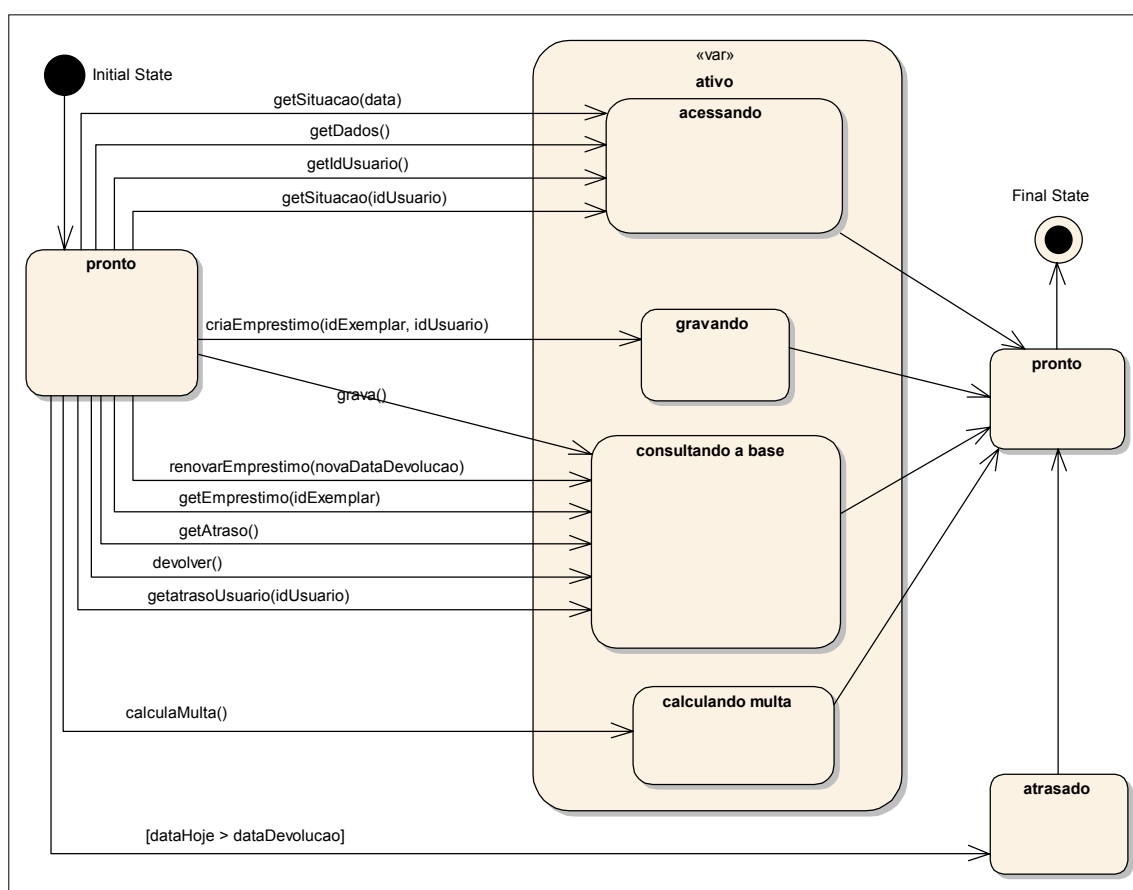 Initial State
«var»
ativo
getSituacao(data)
acessando
getDados()
getIdUsuario()
getSituacao(idUsuario)
Final State
pronto
criaEmprestimo(idExemplar, idUsuario)
gravando
pronto
grava()
consultando a base
renovarEmprestimo(novaDataDevolucao)
getEmprestimo(idExemplar)
getAtraso()
devolver()
getatrasoUsuario(idUsuario)
calculando multa
calculaMulta()
atrasado
[dataHoje > dataDevolucao]